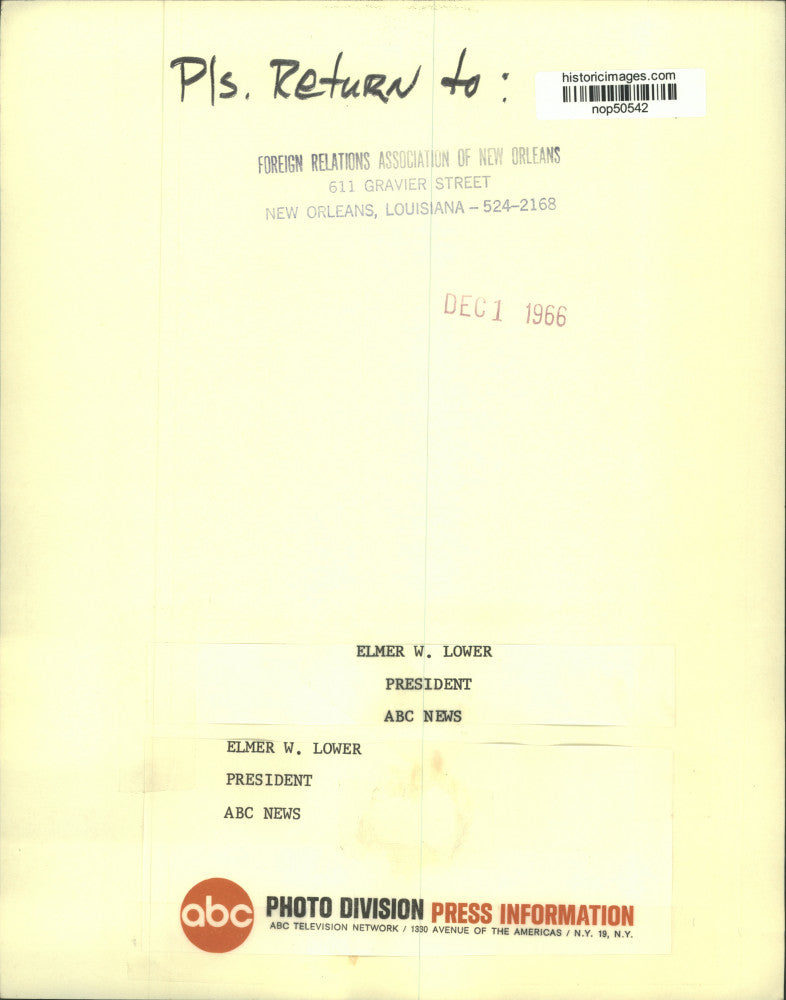 P/s. Return to :
historicimages.com
nop50542
FOREIGN RELATIONS ASSOCIATION OF NEW ORLEANS
611 GRAVIER STREET
NEW ORLEANS, LOUISIANA - 524-2168
DEC 1 1966
ELMER W. LOWER
PRESIDENT
ABC NEWS
ELMER W. LOWER
PRESIDENT
ABC NEWS
abc PHOTO DIVISION PRESS INFORMATION
ABC TELEVISION NETWORK / 1330 AVENUE OF THE AMERICAS / N.Y. 19, N.Y.